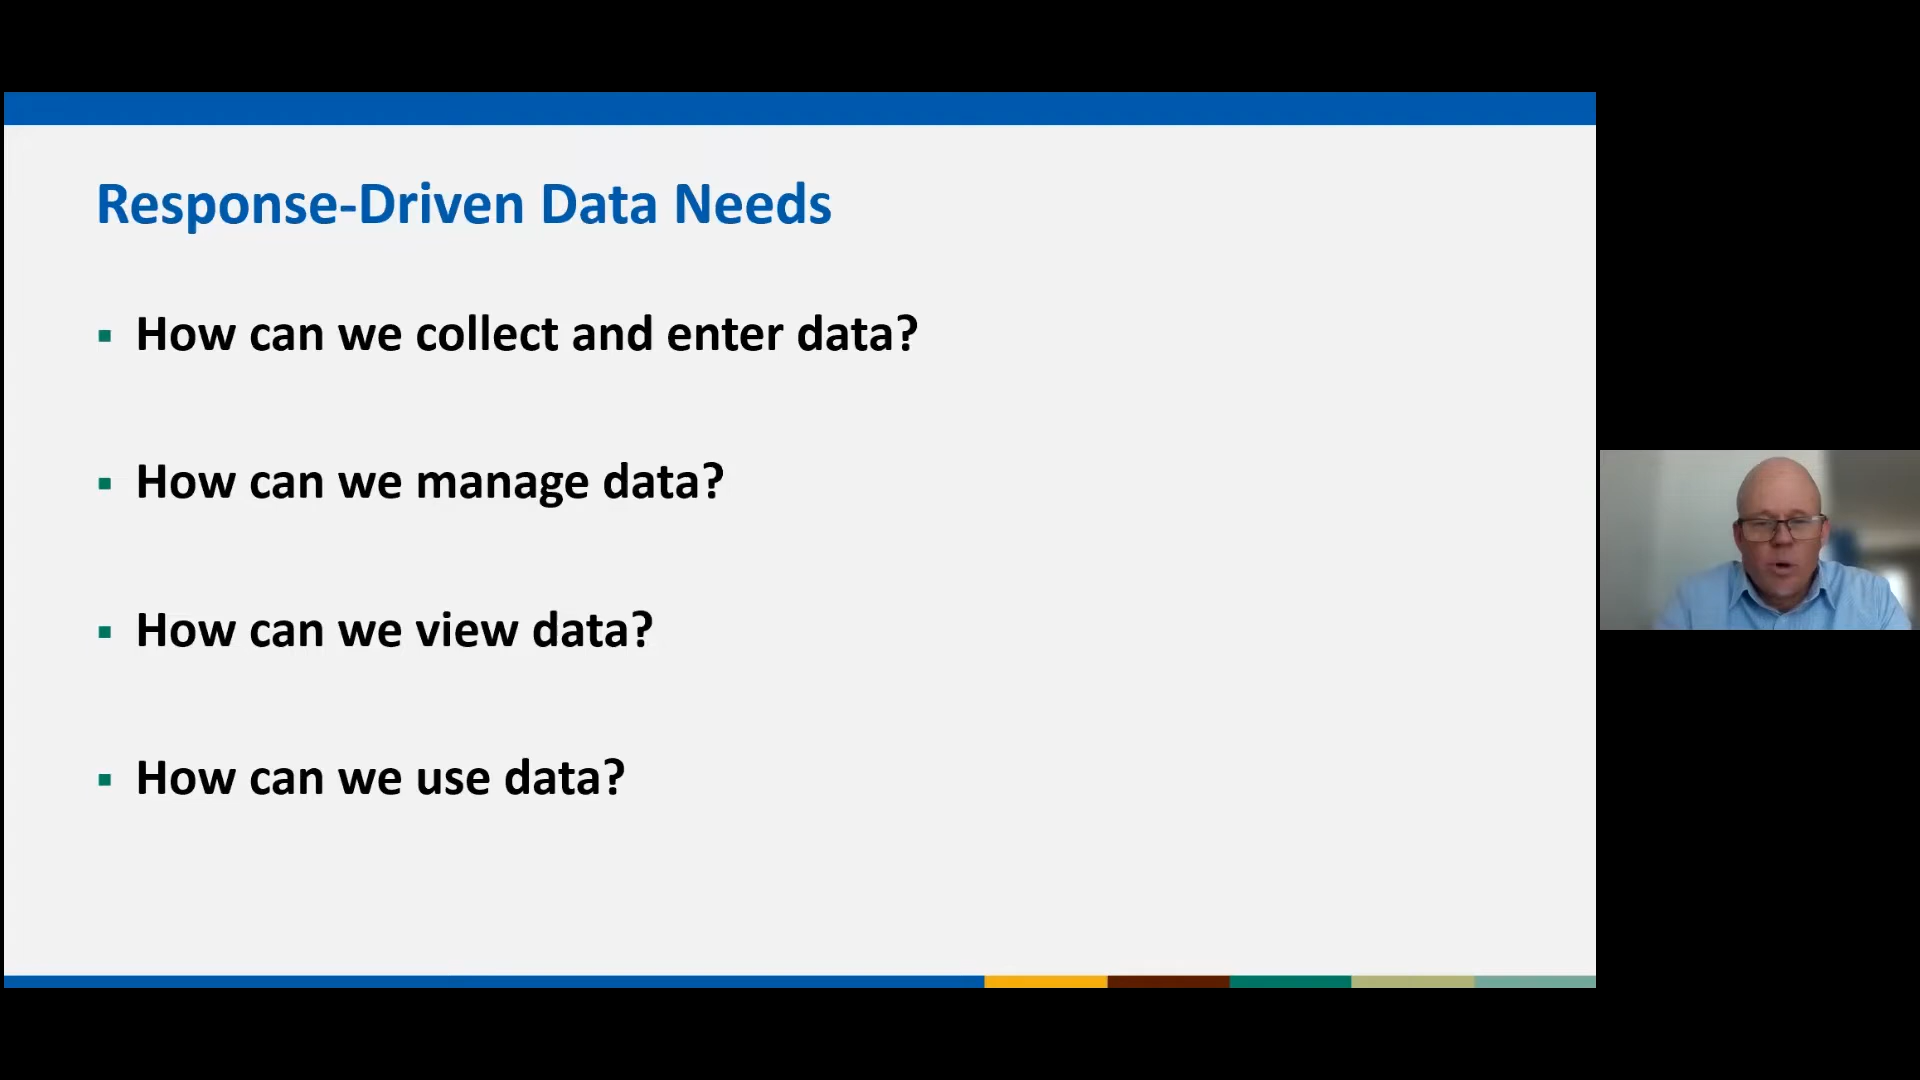 Response-Driven Data Needs
▪ How can we collect and enter data?
▪ How can we manage data?
▪ How can we view data?
▪ How can we use data?